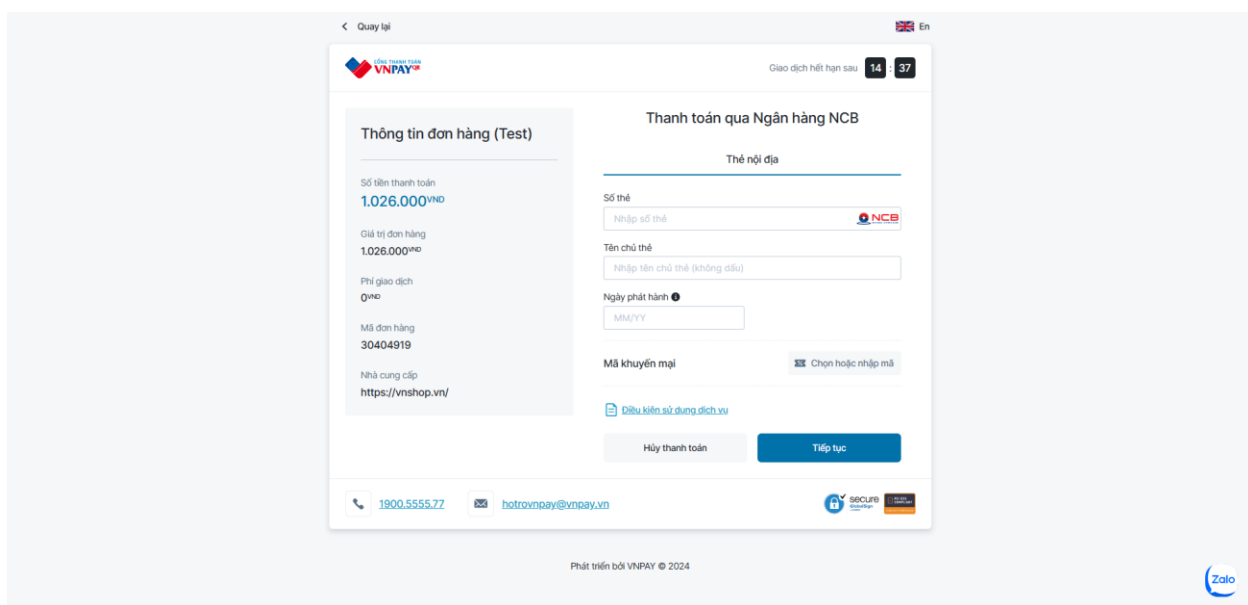 Quay lại
En
CỔNG THANH TOÁN
VNPAYQR
Giao dịch hết hạn sau 14 : 37
Thông tin đơn hàng (Test)
Số tiền thanh toán
1.026.000VND
Giá trị đơn hàng
1.026.000VND
Phí giao dịch
0VND
Mã đơn hàng
30404919
Nhà cung cấp
https://vnshop.vn/
Thanh toán qua Ngân hàng NCB
Thẻ nội địa
Số thẻ
Nhập số thẻ
NCB
Tên chủ thẻ
Nhập tên chủ thẻ (không dấu)
Ngày phát hành
MM/YY
Mã khuyến mại
Chọn hoặc nhập mã
Điều kiện sử dụng dịch vụ
Hủy thanh toán
Tiếp tục
1900.5555.77
hotrovnpay@vnpay.vn
secure
GlobalSign
Phát triển bởi VNPAY © 2024
Zalo